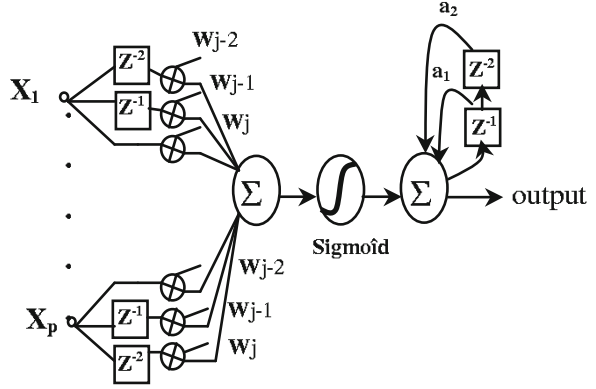 a₂
Wj-2
Z⁻²
Z⁻²
a₁
Wj-1
X₁
Z⁻¹
Wj
Z⁻¹
Σ
Σ
output
Sigmoîd
Wj-2
Xₚ
Z⁻¹
Wj-1
Z⁻²
Wj